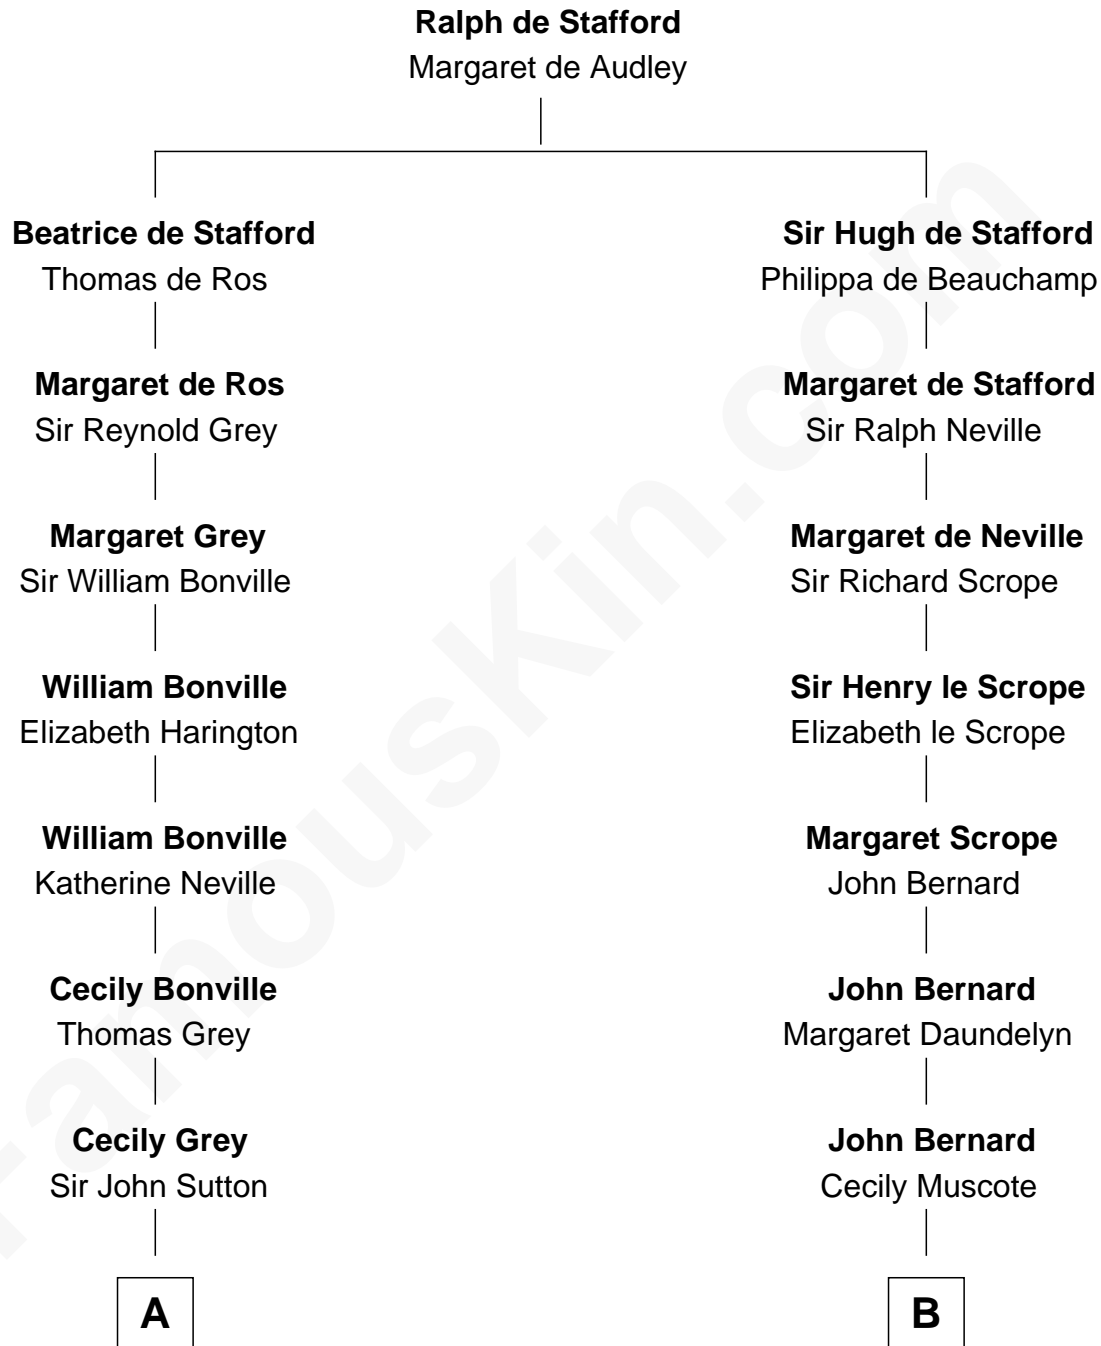 Ralph de Stafford
Margaret de Audley
Beatrice de Stafford
Thomas de Ros
Sir Hugh de Stafford
Philippa de Beauchamp
Margaret de Ros
Sir Reynold Grey
Margaret de Stafford
Sir Ralph Neville
Margaret Grey
Sir William Bonville
Margaret de Neville
Sir Richard Scrope
William Bonville
Elizabeth Harington
Sir Henry le Scrope
Elizabeth le Scrope
William Bonville
Katherine Neville
Margaret Scrope
John Bernard
Cecily Bonville
Thomas Grey
John Bernard
Margaret Daundelyn
Cecily Grey
Sir John Sutton
John Bernard
Cecily Muscote
A
B
FamousKin.com